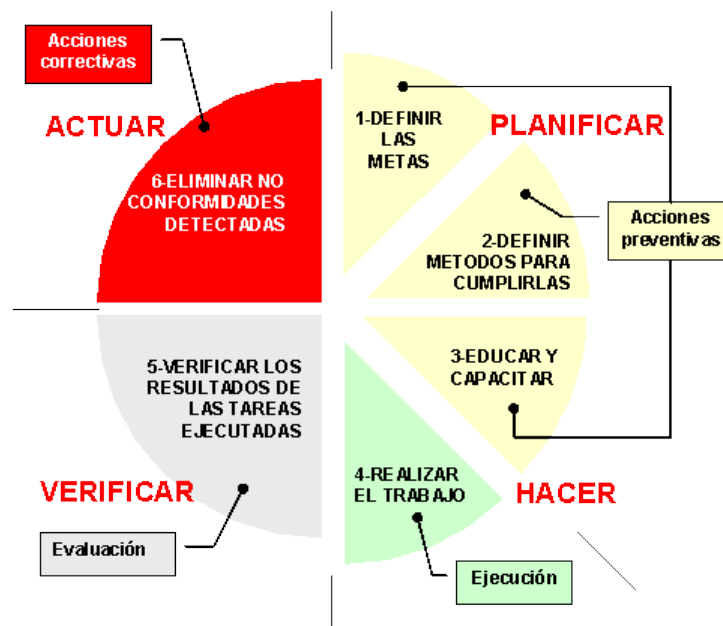 Acciones
correctivas
ACTUAR
6-ELIMINAR NO
CONFORMIDADES
DETECTADAS
1-DEFINIR
LAS
METAS
PLANIFICAR
2-DEFINIR
METODOS PARA
CUMPLIRLAS
Acciones
preventivas
3-EDUCAR Y
CAPACITAR
HACER
4-REALIZAR
EL TRABAJO
Ejecución
5-VERIFICAR LOS
RESULTADOS DE
LAS TAREAS
EJECUTADAS
VERIFICAR
Evaluación